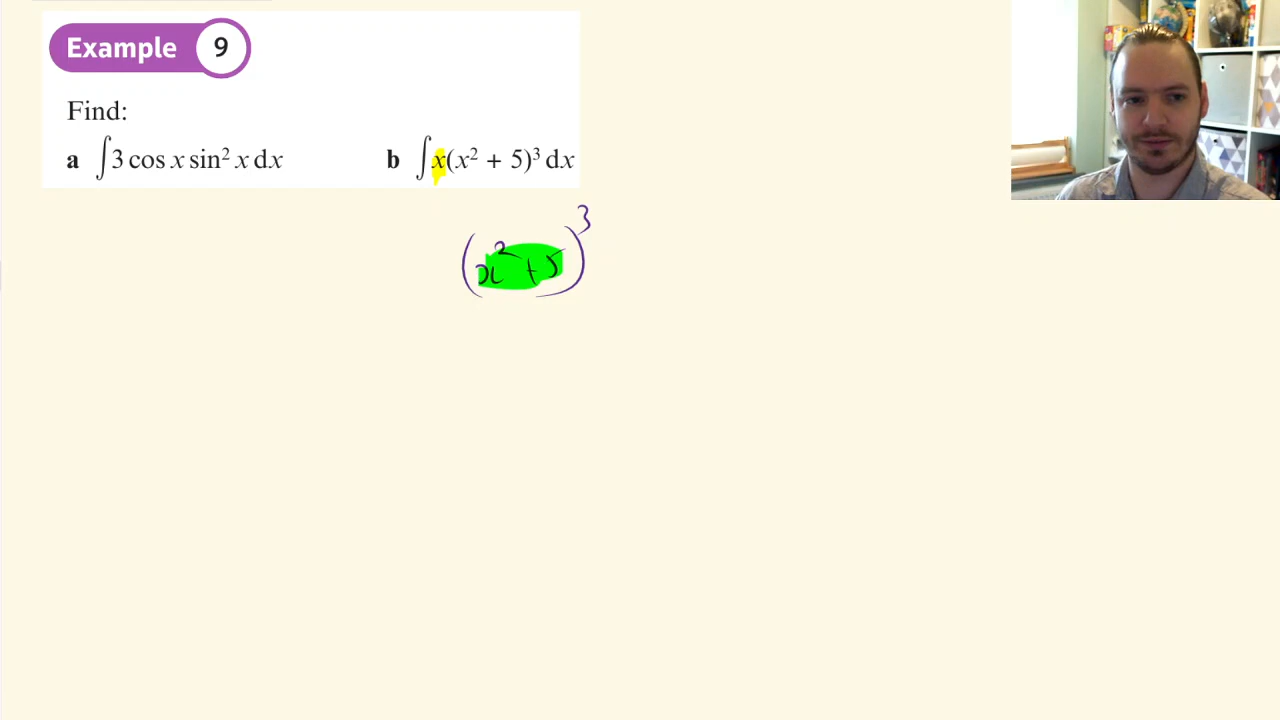 Example 9
Find:
a ∫3 cos x sin² x dx b ∫x(x² + 5)³ dx
(x²+5)³